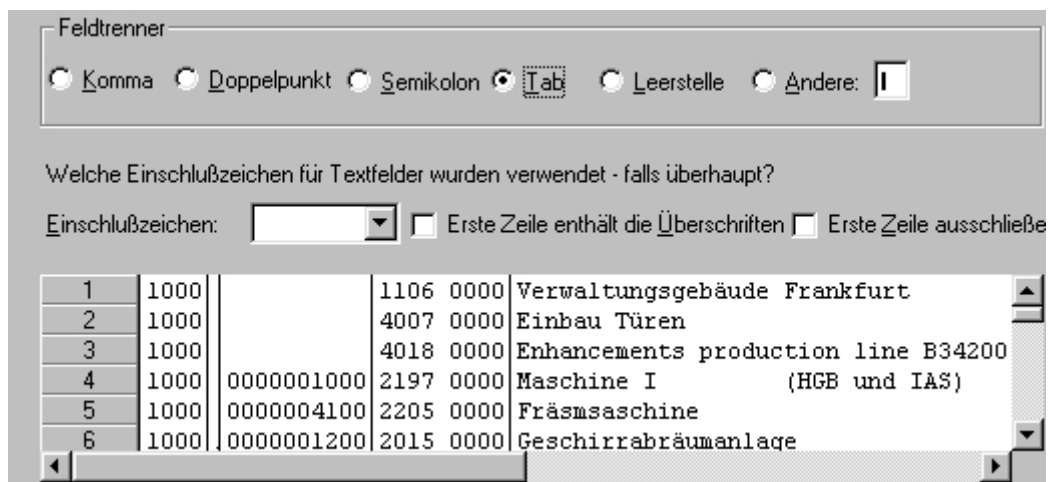 Feldtrenner
Komma Doppelpunkt Semikolon Tab Leerstelle Andere: I
Welche Einschlußzeichen für Textfelder wurden verwendet - falls überhaupt?
Einschlußzeichen: Erste Zeile enthält die Überschriften Erste Zeile ausschließe
1 1000 1106 0000 Verwaltungsgebäude Frankfurt
2 1000 4007 0000 Einbau Türen
3 1000 4018 0000 Enhancements production line B34200
4 1000 0000001000 2197 0000 Maschine I (HGB und IAS)
5 1000 0000004100 2205 0000 Fräsmsaschine
6 1000 0000001200 2015 0000 Geschirrabräumanlage